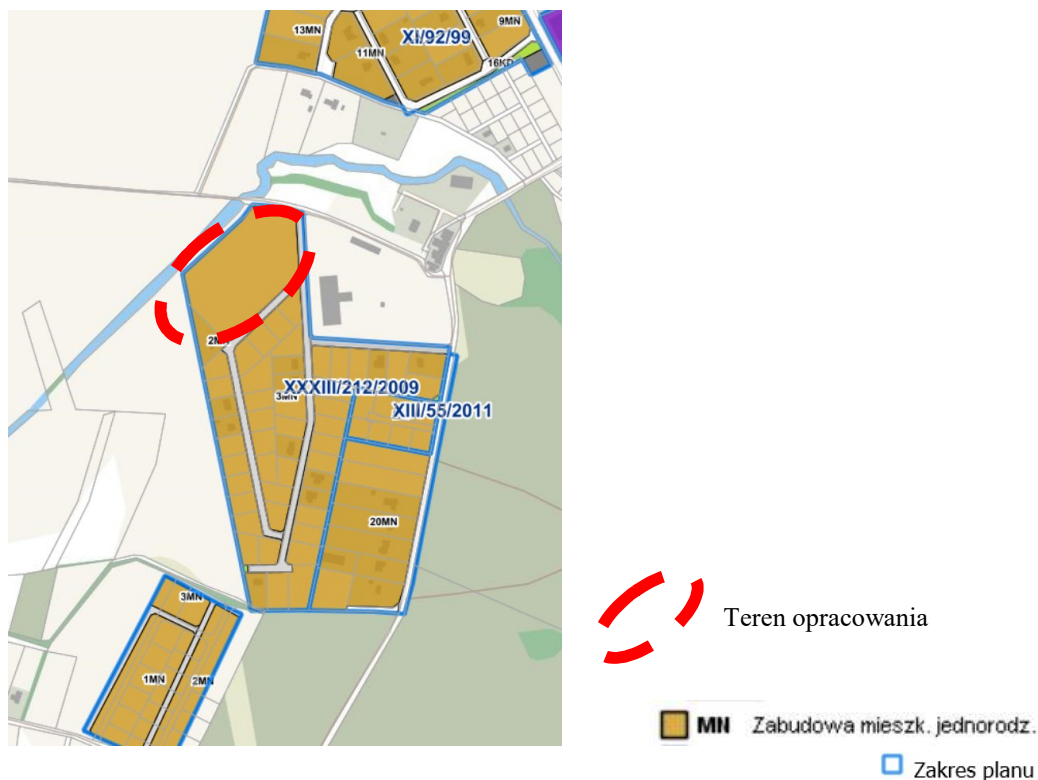 13MN
9MN
XI/92/99
11MN
16KD
2MN
XXXIII/212/2009
3MN
XIII/55/2011
20MN
3MN
1MN
2MN
Teren opracowania
MN Zabudowa mieszk. jednorodz.
Zakres planu